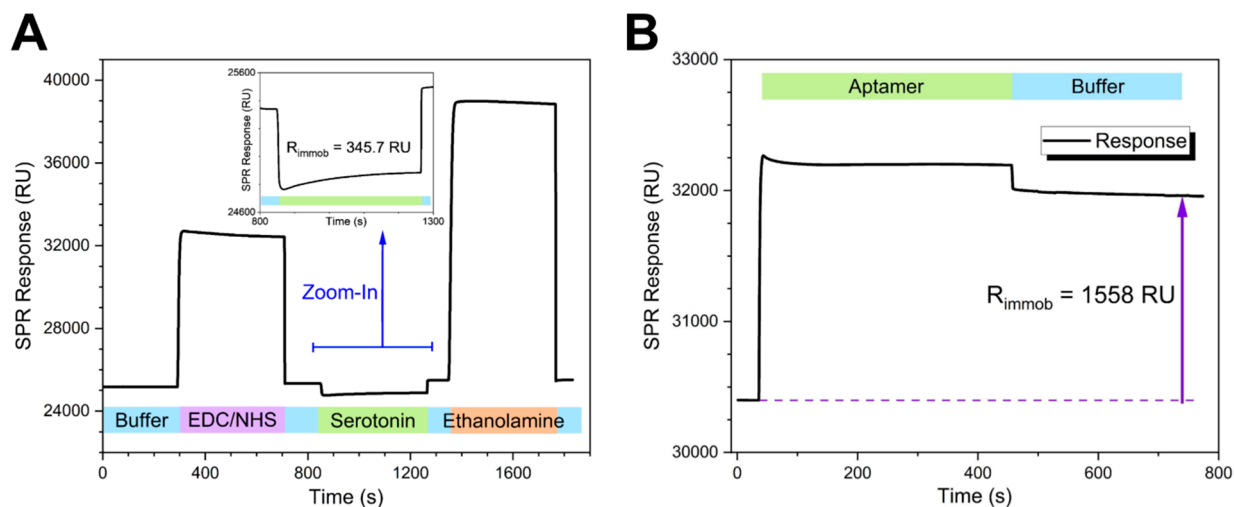 A
SPR Response (RU)
40000
36000
32000
28000
24000
25600
SPR Response (RU)
R_immob = 345.7 RU
24600
800
Time (s)
1300
Zoom-In
Buffer
EDC/NHS
Serotonin
Ethanolamine
0
400
800
1200
1600
Time (s)
B
SPR Response (RU)
33000
32000
31000
30000
Aptamer
Buffer
Response
R_immob = 1558 RU
0
200
400
600
800
Time (s)